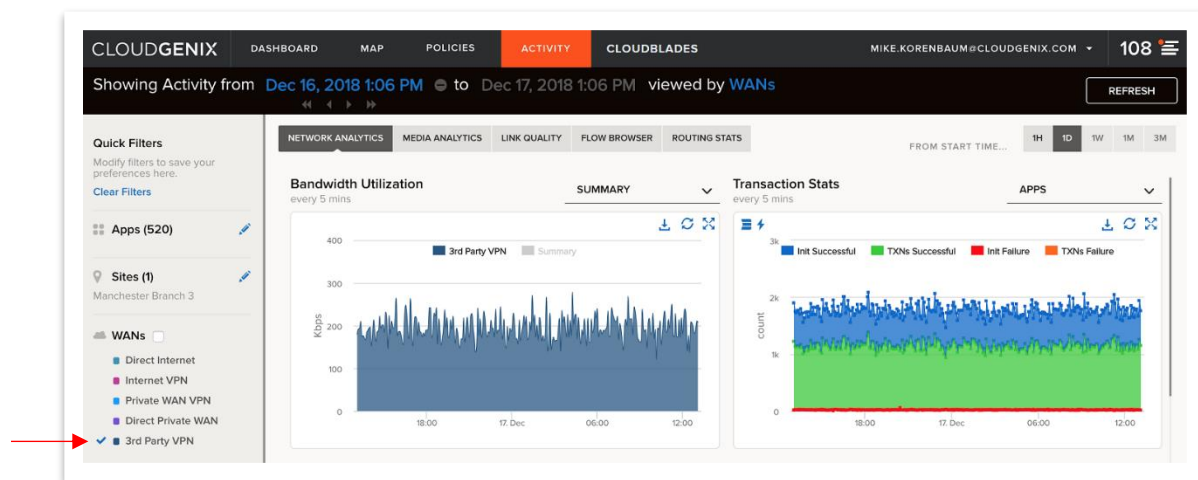 CLOUDGENIX DASHBOARD MAP POLICIES ACTIVITY CLOUDBLADES MIKE.KORENBAUM@CLOUDGENIX.COM 108
Showing Activity from Dec 16, 2018 1:06 PM to Dec 17, 2018 1:06 PM viewed by WANs REFRESH
Quick Filters
Modify filters to save your
preferences here.
Clear Filters
Apps (520)
Sites (1)
Manchester Branch 3
WANs
Direct Internet
Internet VPN
Private WAN VPN
Direct Private WAN
3rd Party VPN
NETWORK ANALYTICS MEDIA ANALYTICS LINK QUALITY FLOW BROWSER ROUTING STATS FROM START TIME... 1H 1D 1W 1M 3M
Bandwidth Utilization SUMMARY
every 5 mins
3rd Party VPN Summary
Kbps
400
300
200
100
0
18:00 17. Dec 06:00 12:00
Transaction Stats APPS
every 5 mins
Init Successful TXNs Successful Init Failure TXNs Failure
count
3k
2k
1k
0
18:00 17. Dec 06:00 12:00